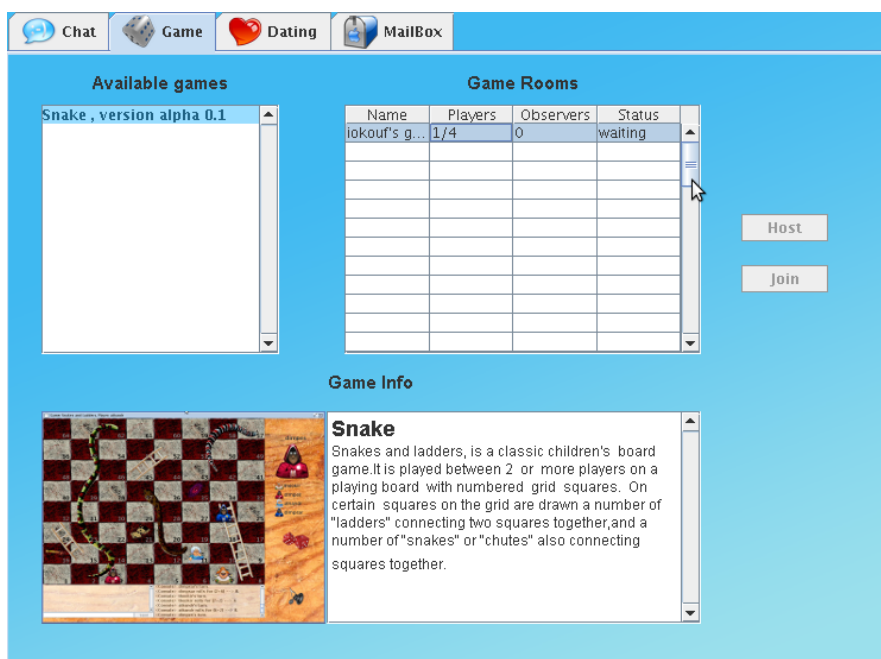 Chat Game Dating MailBox
Available games
Game Rooms
Snake , version alpha 0.1
Name Players Observers Status
iokouf's g... 1/4 0 waiting
Host
Join
Game Info
Snake
Snakes and ladders, is a classic children's board
game.It is played between 2 or more players on a
playing board with numbered grid squares. On
certain squares on the grid are drawn a number of
"ladders" connecting two squares together,and a
number of "snakes" or "chutes" also connecting
squares together.